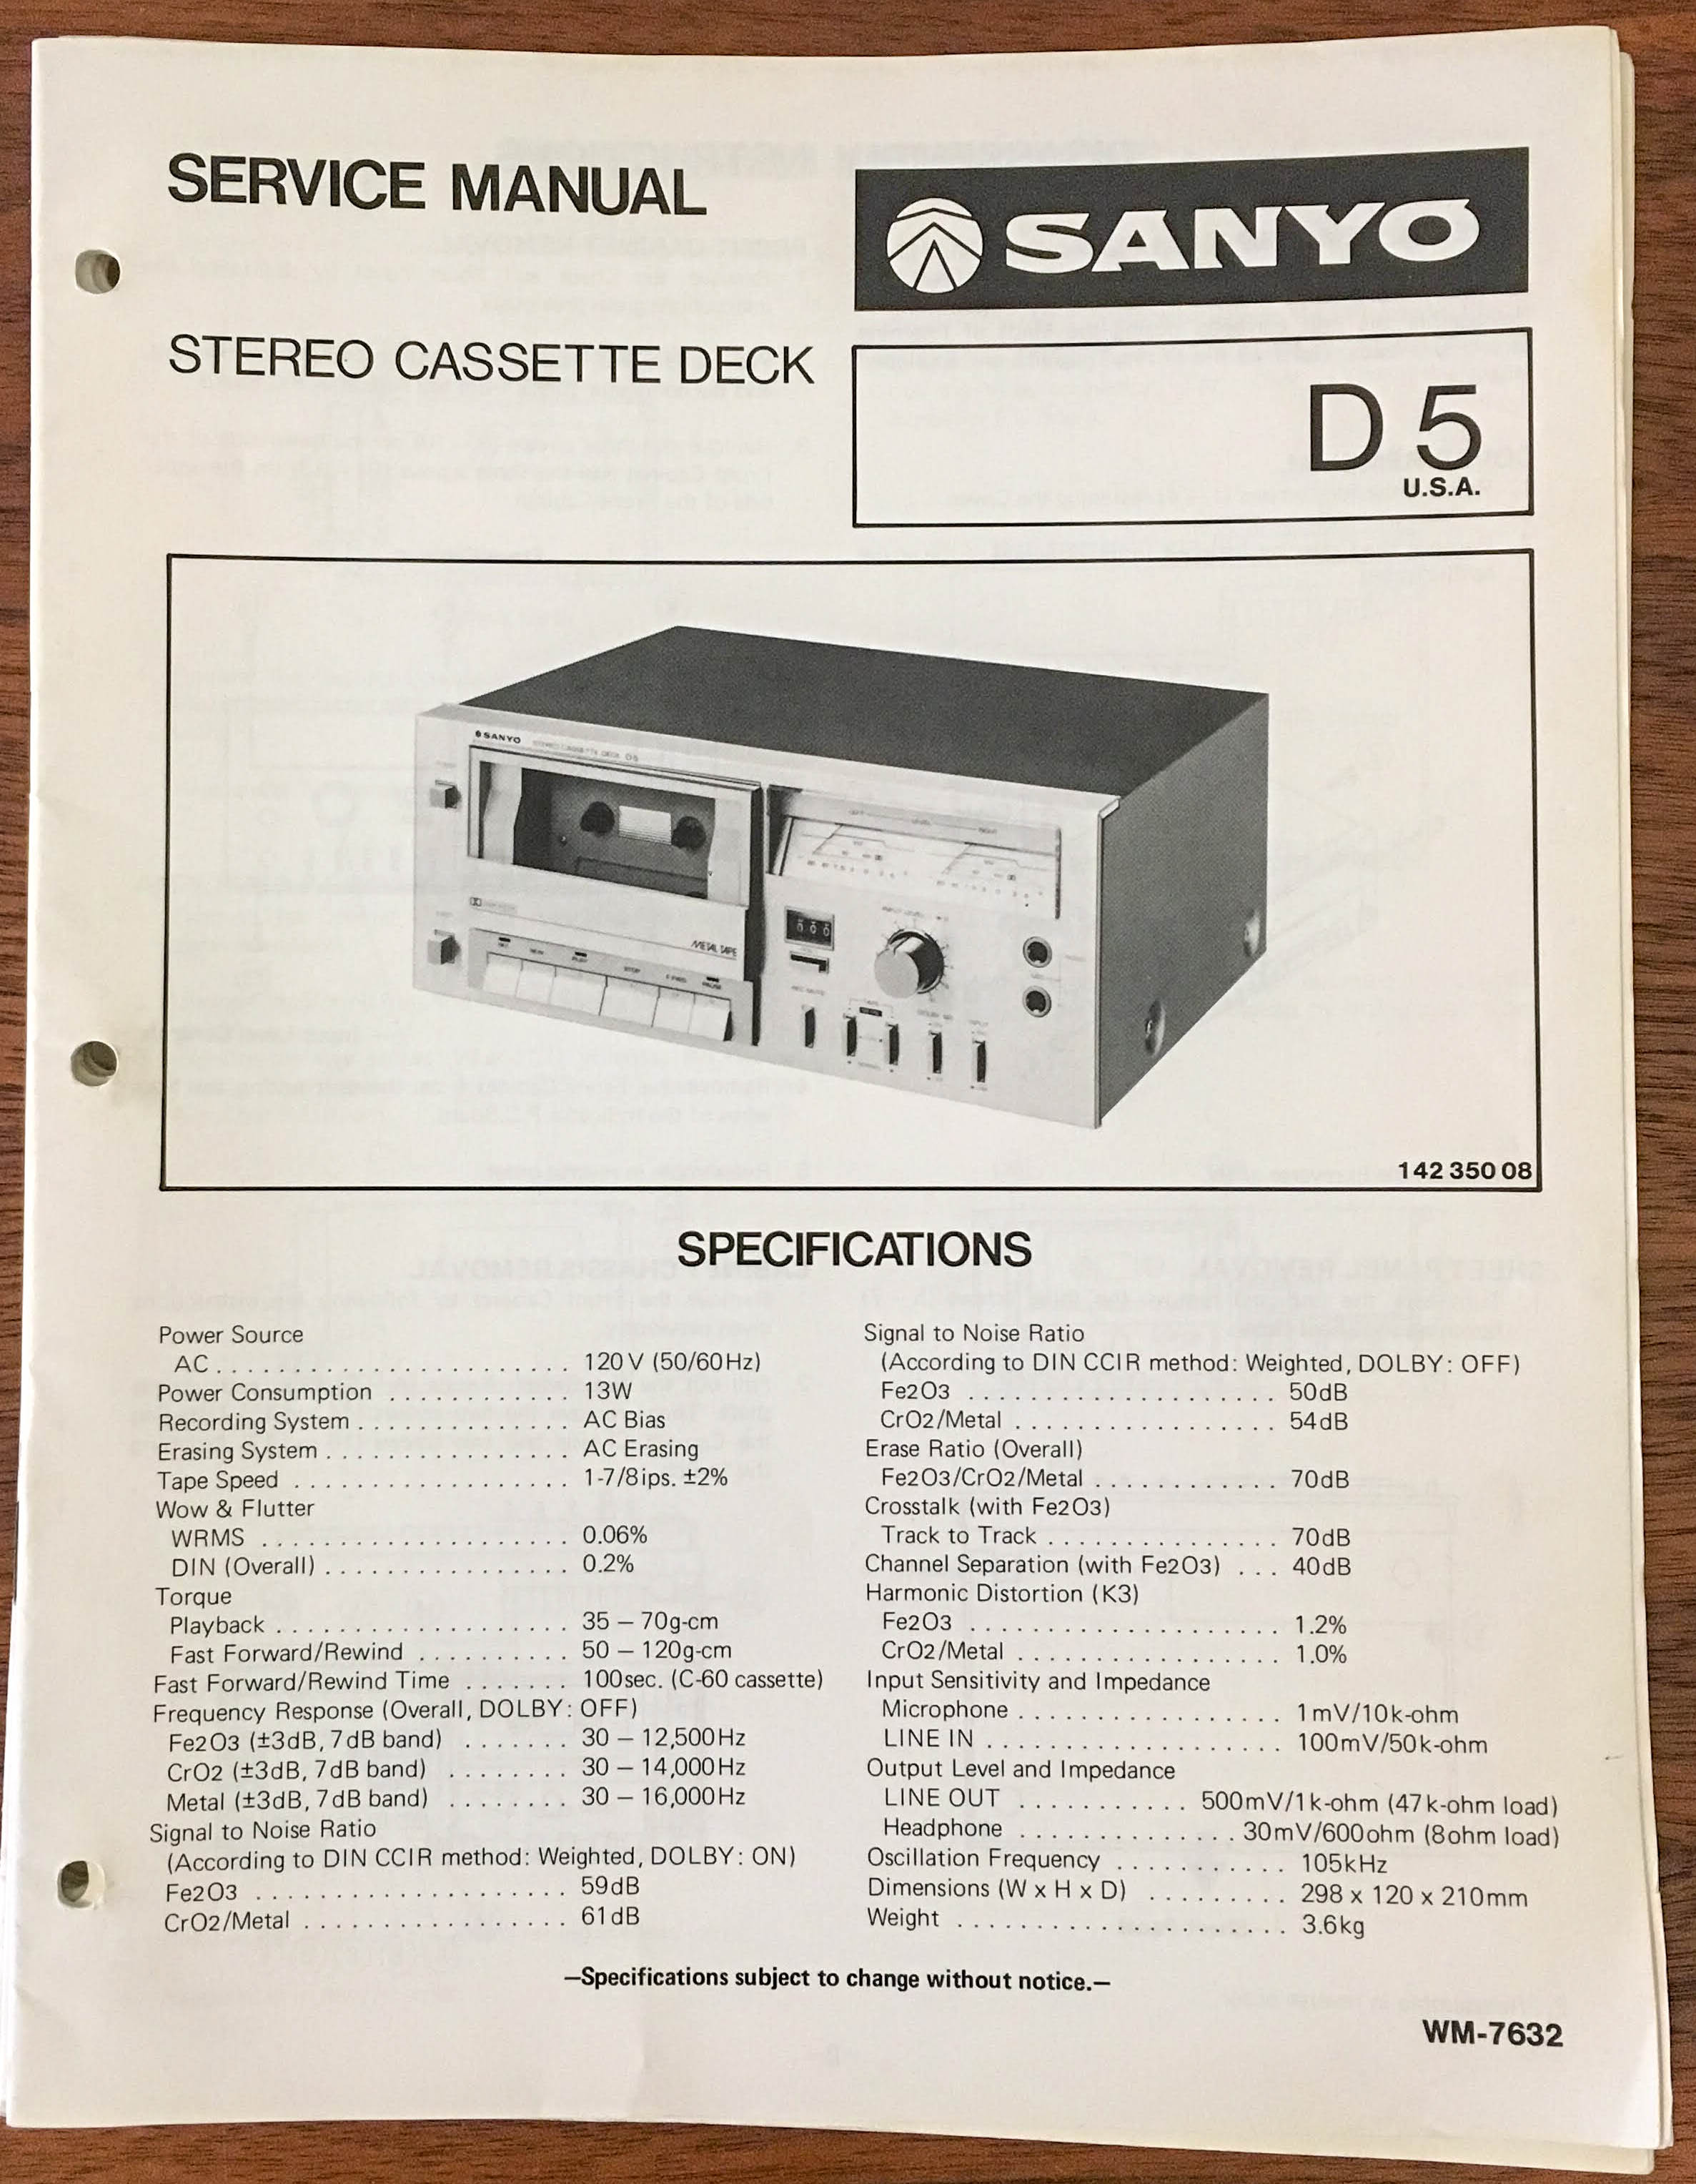 SERVICE MANUAL
SANYO
STEREO CASSETTE DECK
D5
U.S.A.
SANYO
STEREO CASSETTE DECK D5
METAL TAPE
142 350 08
SPECIFICATIONS
Power Source
AC . . . . . . . . . . . . . . . . . . . . . . . 120V (50/60Hz)
Power Consumption . . . . . . . . . . . . 13W
Recording System . . . . . . . . . . . . . . AC Bias
Erasing System . . . . . . . . . . . . . . . . AC Erasing
Tape Speed . . . . . . . . . . . . . . . . . . 1-7/8ips. ±2%
Wow & Flutter
WRMS . . . . . . . . . . . . . . . . . . . . 0.06%
DIN (Overall) . . . . . . . . . . . . . . . . 0.2%
Torque
Playback . . . . . . . . . . . . . . . . . . . 35 – 70g-cm
Fast Forward/Rewind . . . . . . . . . . 50 – 120g-cm
Fast Forward/Rewind Time . . . . . . . 100sec. (C-60 cassette)
Frequency Response (Overall, DOLBY: OFF)
Fe2O3 (±3dB, 7dB band) . . . . . . . 30 – 12,500Hz
CrO2 (±3dB, 7dB band) . . . . . . . . 30 – 14,000Hz
Metal (±3dB, 7dB band) . . . . . . . . 30 – 16,000Hz
Signal to Noise Ratio
(According to DIN CCIR method: Weighted, DOLBY: ON)
Fe2O3 . . . . . . . . . . . . . . . . . . . . 59dB
CrO2/Metal . . . . . . . . . . . . . . . . . 61dB
Signal to Noise Ratio
(According to DIN CCIR method: Weighted, DOLBY: OFF)
Fe2O3 . . . . . . . . . . . . . . . . . . . . 50dB
CrO2/Metal . . . . . . . . . . . . . . . . . 54dB
Erase Ratio (Overall)
Fe2O3/CrO2/Metal . . . . . . . . . . . . 70dB
Crosstalk (with Fe2O3)
Track to Track . . . . . . . . . . . . . . . 70dB
Channel Separation (with Fe2O3) . . . 40dB
Harmonic Distortion (K3)
Fe2O3 . . . . . . . . . . . . . . . . . . . . 1.2%
CrO2/Metal . . . . . . . . . . . . . . . . . 1.0%
Input Sensitivity and Impedance
Microphone . . . . . . . . . . . . . . . . . 1mV/10k-ohm
LINE IN . . . . . . . . . . . . . . . . . . . 100mV/50k-ohm
Output Level and Impedance
LINE OUT . . . . . . . . . . . 500mV/1k-ohm (47k-ohm load)
Headphone . . . . . . . . . . . . . . 30mV/600ohm (8ohm load)
Oscillation Frequency . . . . . . . . . . . 105kHz
Dimensions (W x H x D) . . . . . . . . . 298 x 120 x 210mm
Weight . . . . . . . . . . . . . . . . . . . . . 3.6kg
–Specifications subject to change without notice.–
WM-7632